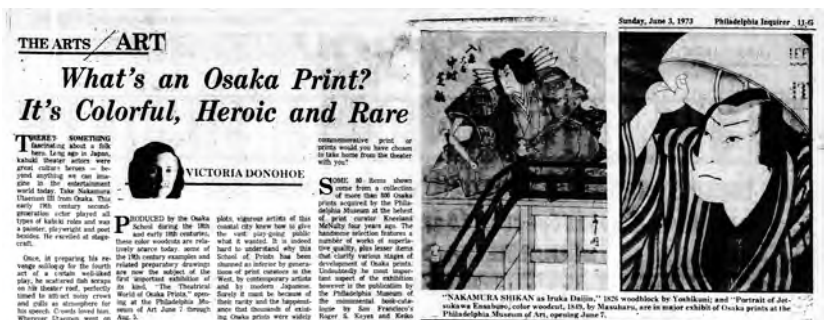 Sunday, June 3, 1973 Philadelphia Inquirer 11-G
THE ARTS / ART
What's an Osaka Print?
It's Colorful, Heroic and Rare
VICTORIA DONOHOE
THERE'S SOMETHING
fascinating about a folk
hero. Long ago in Japan,
kabuki theater actors were
great culture heroes — be-
yond anything we can ima-
gine in the entertainment
world today. Take Nakamura
Utaemon III from Osaka. This
early 19th century second-
generation actor played all
types of kabuki roles and was
a painter, playwright and poet
besides. He excelled at stage-
craft.
Once, in preparing his re-
venge soliloquy for the fourth
act of a certain well-liked
play, he scattered fish scraps
on his theater roof, perfectly
timed to attract noisy crows
and gulls as atmosphere for
his speech. Crowds loved him.
Wherever Utaemon went on
PRODUCED by the Osaka
School during the 18th
and early 19th centuries,
these color woodcuts are rela-
tively scarce today. Some of
the 19th century examples and
related preparatory drawings
are now the subject of the
first important exhibition of
its kind, "The Theatrical
World of Osaka Prints," open-
ing at the Philadelphia Mu-
seum of Art June 7 through
Aug. 5.
plots, vigorous artists of this
coastal city knew how to give
the vast play-going public
what it wanted. It is indeed
hard to understand why this
School of Prints has been
shunned as inferior by genera-
tions of print curators in the
West, by contemporary artists
and by modern Japanese.
Surely it must be because of
their rarity and the happenst-
ance that thousands of exist-
ing Osaka prints were widely
commemorative print or
prints would you have chosen
to take home from the theater
with you?
SOME 80 items shown
come from a collection
of more than 800 Osaka
prints acquired by the Phila-
delphia Museum at the behest
of print curator Kneeland
McNulty four years ago. The
handsome selection features a
number of works of superla-
tive quality, plus lesser items
that clarify various stages of
development of Osaka prints.
Undoubtedly the most impor-
tant aspect of the exhibition
however is the publication by
the Philadelphia Museum of
the monumental book-cata-
logue by San Francisco's
Roger S. Keyes and Keiko
"NAKAMURA SHIKAN as Iruka Daijin," 1826 woodblock by Yoshikuni; and "Portrait of Jit-
sukawa Ensaburo, color woodcut, 1849, by Masuharu, are in major exhibit of Osaka prints at the
Philadelphia Museum of Art, opening June 7.